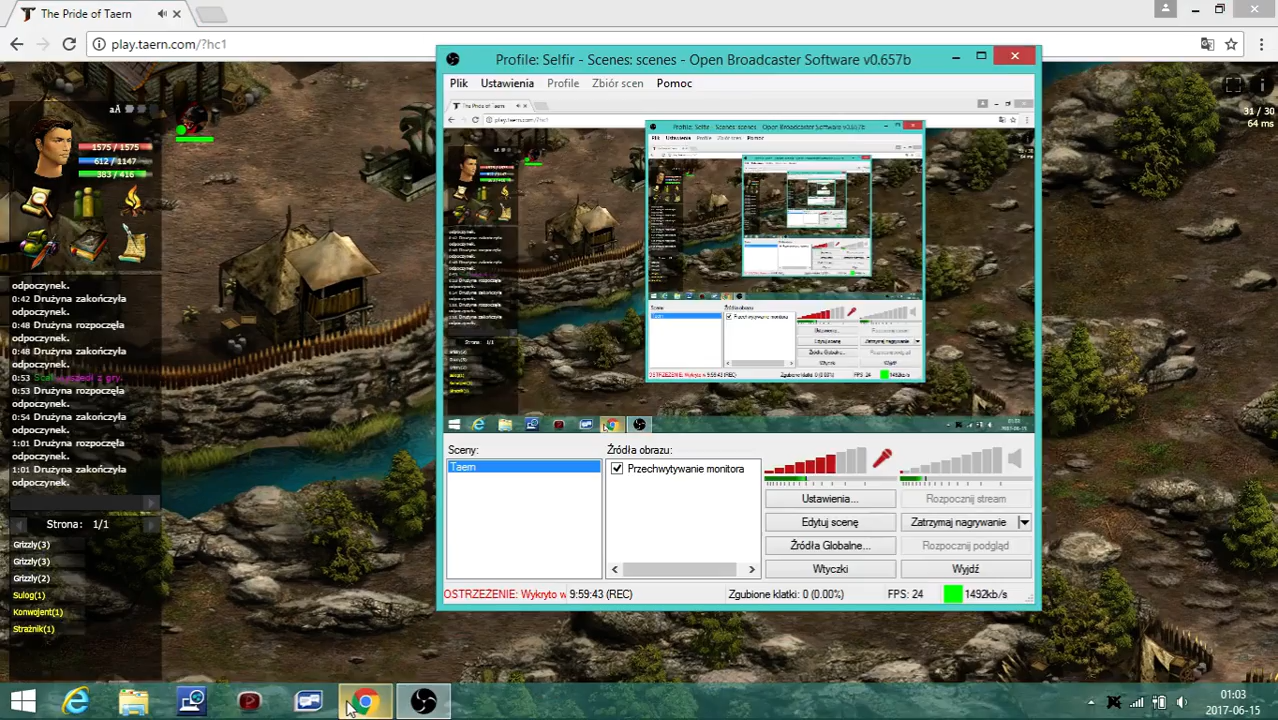 The Pride of Taern
play.taern.com/?hc1
Profile: Selfir - Scenes: scenes - Open Broadcaster Software v0.657b
Plik Ustawienia Profile Zbiór scen Pomoc
31 / 30
64 ms
1575 / 1575
612 / 1147
383 / 416
odpoczynek.
0:42 Drużyna zakończyła
odpoczynek.
0:48 Drużyna rozpoczęła
odpoczynek.
0:48 Drużyna zakończyła
odpoczynek.
0:53 Scall wyszedł z gry.
0:53 Drużyna rozpoczęła
odpoczynek.
0:54 Drużyna zakończyła
odpoczynek.
1:01 Drużyna rozpoczęła
odpoczynek.
1:01 Drużyna zakończyła
odpoczynek.
Strona: 1/1
Grizzly(3)
Grizzly(3)
Grizzly(2)
Sulog(1)
Konwojent(1)
Strażnik(1)
Sceny:
Taern
Źródła obrazu:
Przechwytywanie monitora
Ustawienia...
Rozpocznij stream
Edytuj scenę
Zatrzymaj nagrywanie
Źródła Globalne...
Rozpocznij podgląd
Wtyczki
Wyjdź
OSTRZEŻENIE: Wykryto w 9:59:43 (REC) Zgubione klatki: 0 (0.00%) FPS: 24 1492kb/s
01:03
2017-06-15